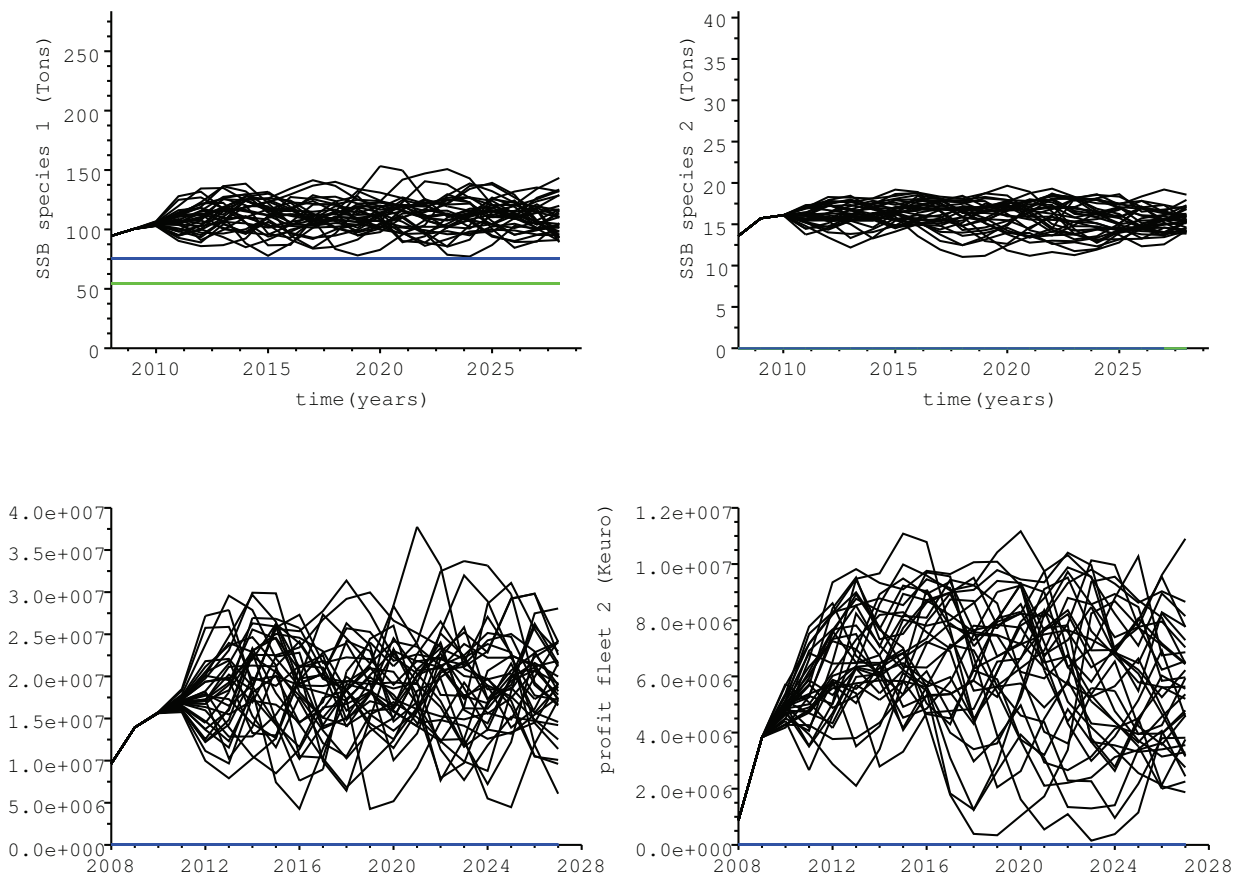 SSB species 1 (Tons)
250
200
150
100
50
0
2010 2015 2020 2025
time(years)
SSB species 2 (Tons)
40
35
30
25
20
15
10
5
0
2010 2015 2020 2025
time(years)
4.0e+007
3.5e+007
3.0e+007
2.5e+007
2.0e+007
1.5e+007
1.0e+007
5.0e+006
0.0e+000
2008 2012 2016 2020 2024 2028
profit fleet 2 (Keuro)
1.2e+007
1.0e+007
8.0e+006
6.0e+006
4.0e+006
2.0e+006
0.0e+000
2008 2012 2016 2020 2024 2028